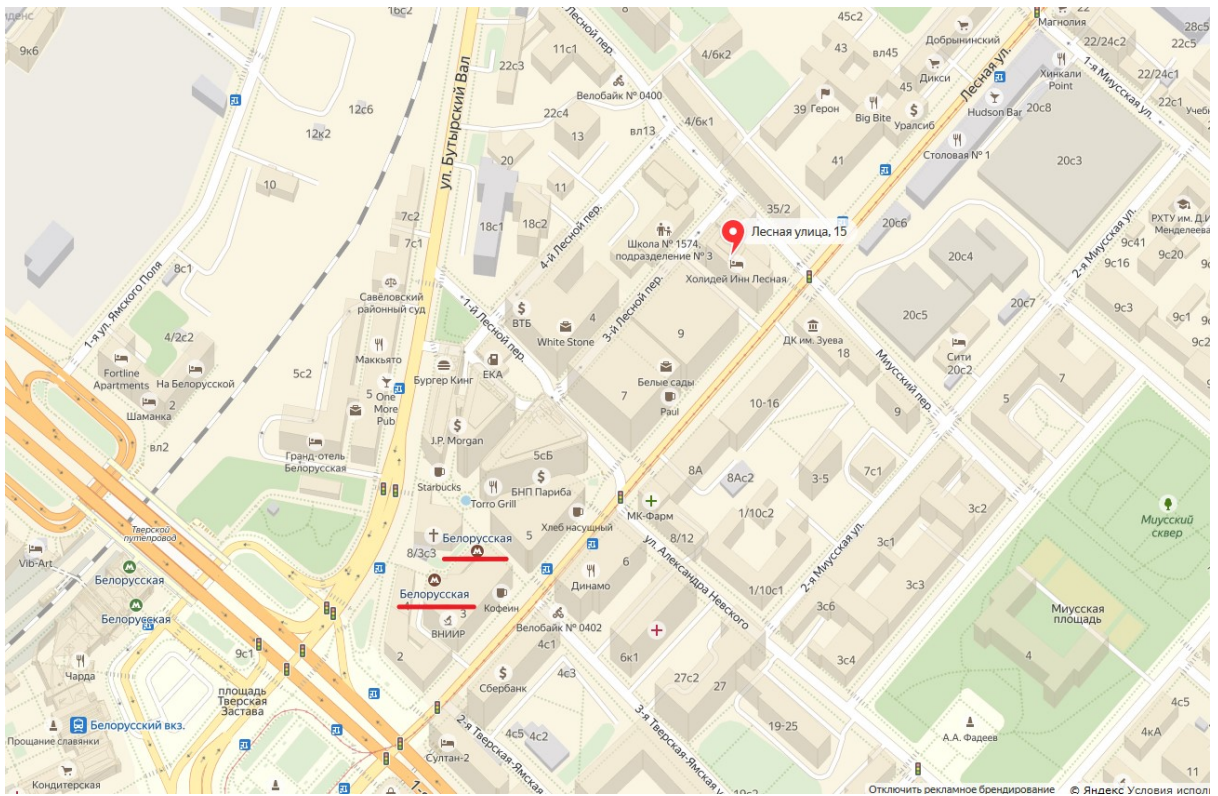 16с2
9к6
Лесной пер.
8
45с2
Магнолия
22
28с5
22/24с2
22с5
Добрынинский
43
вл45
4/6к2
11с1
22с3
Велобайк № 0400
Дикси
45
39 Герон
Big Bite
Уралсиб
Лесная ул.
Хинкали
Point
1-я Миусская ул.
22/24с1
22с1
Hudson Bar
20с8
12с6
12к2
ул. Бутырский Вал
22с4
13
вл13
4/6к1
41
Столовая № 1
20с3
20
10
11
18с1
18с2
7с2
7с1
4-й Лесной пер.
35/2
Школа № 1574,
подразделение № 3
Лесная улица, 15
Холидей Инн Лесная
20с6
20с4
2-я Миусская ул.
РХТУ им. Д.И
Менделеева
9с41
9с16
9с20
8с1
1-я ул. Ямского Поля
Савёловский
районный суд
1-й Лесной пер.
3-й Лесной пер.
ВТБ
4
White Stone
9
20с5
20с7
9с3
9с1
ДК им. Зуева
18
Миусский пер.
Сити
20с2
4/2с2
Fortline
Apartments
На Белорусской
Шаманка
2
вл2
5с2
Маккьято
5
One
More
Pub
Бургер Кинг
ЕКА
Белые сады
7
Paul
10-16
9
5
7
J.P. Morgan
5сБ
Гранд-отель
Белорусская
Starbucks
Torro Grill
БНП Париба
8А
8Ас2
3-5
7с1
МК-Фарм
1/10с2
3с2
Миусский
сквер
Тверской
путепровод
Хлеб насущный
Белорусская
8/3с3
5
8/12
ул. Александра Невского
2-я Миусская ул.
3с1
Vib-Art
Белорусская
Белорусская
Белорусская
Кофеин
3
ВНИИР
Динамо
6
1/10с1
3с3
3с6
Миусская
площадь
Велобайк № 0402
4с1
9с1
2
6к1
3с4
4
Чарда
Сбербанк
4с3
27с2
27
площадь
Тверская
Застава
Белорусский вкз.
Прощание славянки
2-я Тверская-Ямская
4с5
4с2
3-я Тверская-Ямская ул.
19-25
А.А. Фадеев
4с5
4кА
Султан-2
1-я
Кондитерская
11
Отключить рекламное брендирование
© Яндекс Условия исполь